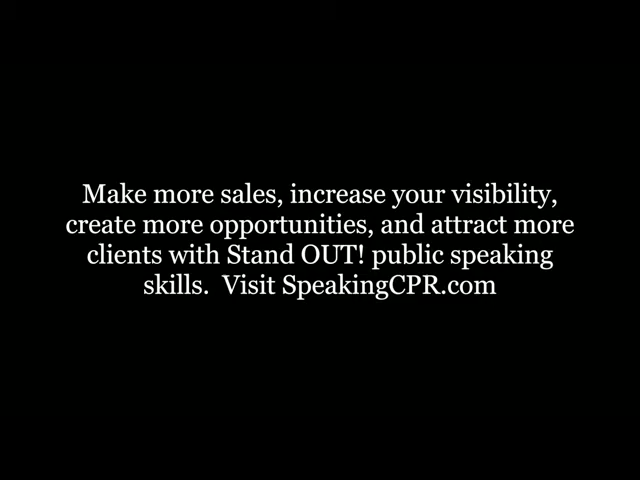 Make more sales, increase your visibility,
create more opportunities, and attract more
clients with Stand OUT! public speaking
skills.  Visit SpeakingCPR.com